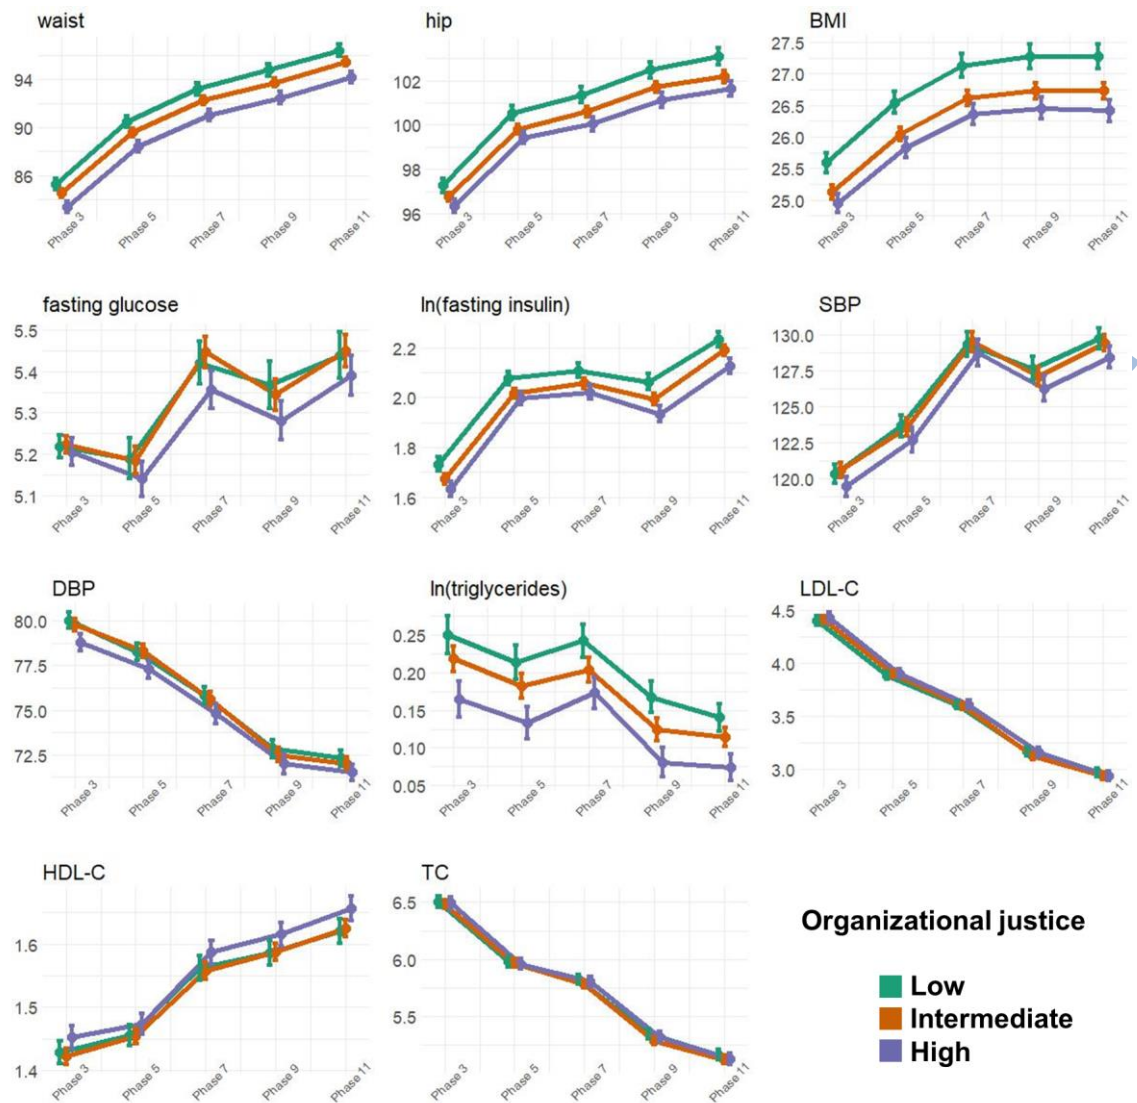 waist
94
90
86
Phase 3
Phase 5
Phase 7
Phase 9
Phase 11
hip
102
100
98
96
Phase 3
Phase 5
Phase 7
Phase 9
Phase 11
BMI
27.5
27.0
26.5
26.0
25.5
25.0
Phase 3
Phase 5
Phase 7
Phase 9
Phase 11
fasting glucose
5.5
5.4
5.3
5.2
5.1
Phase 3
Phase 5
Phase 7
Phase 9
Phase 11
ln(fasting insulin)
2.2
2.0
1.8
1.6
Phase 3
Phase 5
Phase 7
Phase 9
Phase 11
SBP
130.0
127.5
125.0
122.5
120.0
Phase 3
Phase 5
Phase 7
Phase 9
Phase 11
DBP
80.0
77.5
75.0
72.5
Phase 3
Phase 5
Phase 7
Phase 9
Phase 11
ln(triglycerides)
0.25
0.20
0.15
0.10
0.05
Phase 3
Phase 5
Phase 7
Phase 9
Phase 11
LDL-C
4.5
4.0
3.5
3.0
Phase 3
Phase 5
Phase 7
Phase 9
Phase 11
HDL-C
1.6
1.5
1.4
Phase 3
Phase 5
Phase 7
Phase 9
Phase 11
TC
6.5
6.0
5.5
Phase 3
Phase 5
Phase 7
Phase 9
Phase 11
Organizational justice
Low
Intermediate
High